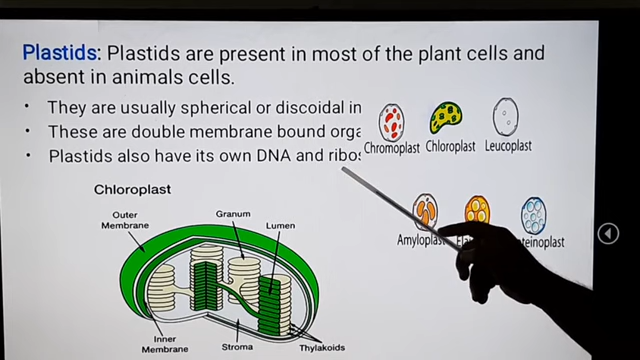 Plastids: Plastids are present in most of the plant cells and
absent in animals cells.
• They are usually spherical or discoidal in
• These are double membrane bound orga
• Plastids also have its own DNA and ribos
Chromoplast Chloroplast Leucoplast
Chloroplast
Outer
Membrane
Granum
Lumen
Amyloplast
Inner
Membrane
Stroma
Thylakoids